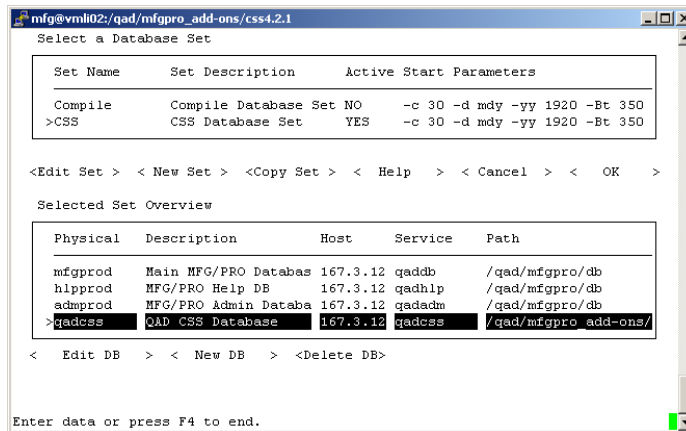 mfg@vmli02:/qad/mfgpro_add-ons/css4.2.1
Select a Database Set
Set Name Set Description Active Start Parameters
Compile Compile Database Set NO -c 30 -d mdy -yy 1920 -Bt 350
>CSS CSS Database Set YES -c 30 -d mdy -yy 1920 -Bt 350
<Edit Set > < New Set > <Copy Set > < Help > < Cancel > < OK >
Selected Set Overview
Physical Description Host Service Path
mfgprod Main MFG/PRO Databas 167.3.12 qaddb /qad/mfgpro/db
hlpprod MFG/PRO Help DB 167.3.12 qadhlp /qad/mfgpro/db
admprod MFG/PRO Admin Databa 167.3.12 qadadm /qad/mfgpro/db
>qadcss QAD CSS Database 167.3.12 qadcss /qad/mfgpro_add-ons/
< Edit DB > < New DB > <Delete DB>
Enter data or press F4 to end.